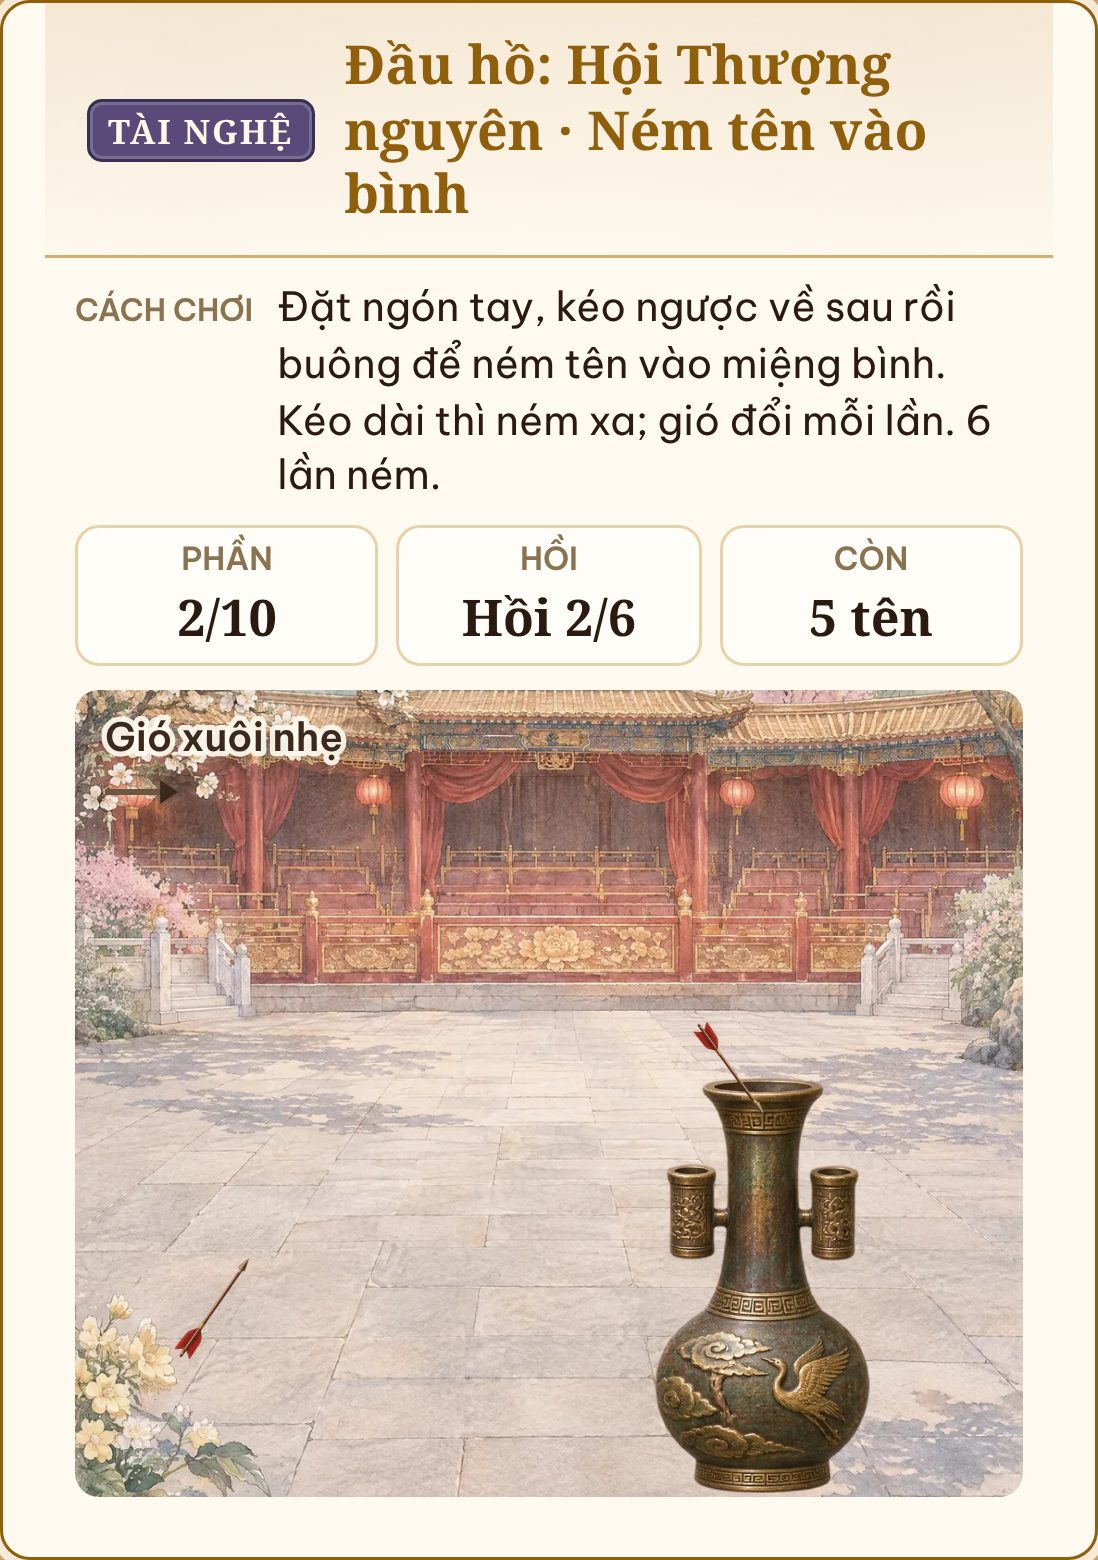 TÀI NGHỆ
Đầu hồ: Hội Thượng
nguyên · Ném tên vào
bình
CÁCH CHƠI
Đặt ngón tay, kéo ngược về sau rồi
buông để ném tên vào miệng bình.
Kéo dài thì ném xa; gió đổi mỗi lần. 6
lần ném.
PHẦN
2/10
HỒI
Hồi 2/6
CÒN
5 tên
Gió xuôi nhẹ